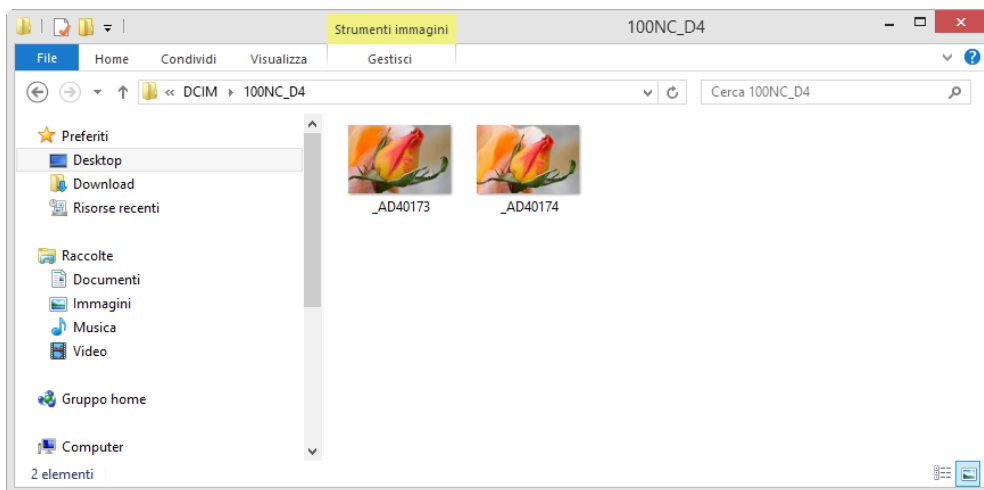 Strumenti immagini 100NC_D4
File Home Condividi Visualizza Gestisci
« DCIM 100NC_D4 Cerca 100NC_D4
Preferiti
Desktop
Download
Risorse recenti
Raccolte
Documenti
Immagini
Musica
Video
Gruppo home
Computer
_AD40173 _AD40174
2 elementi